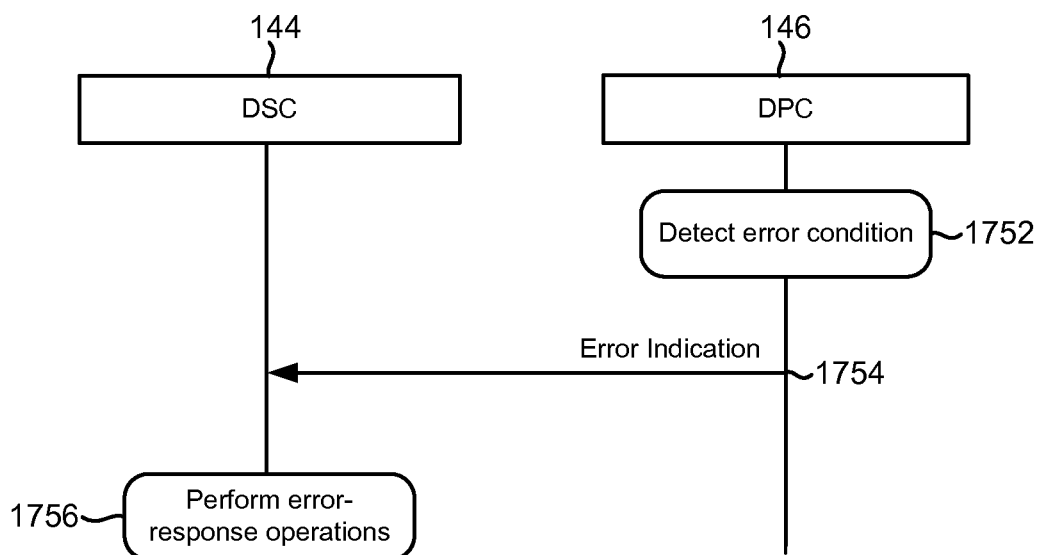 144
146
DSC
DPC
Detect error condition
1752
Error Indication
1754
Perform error-
response operations
1756